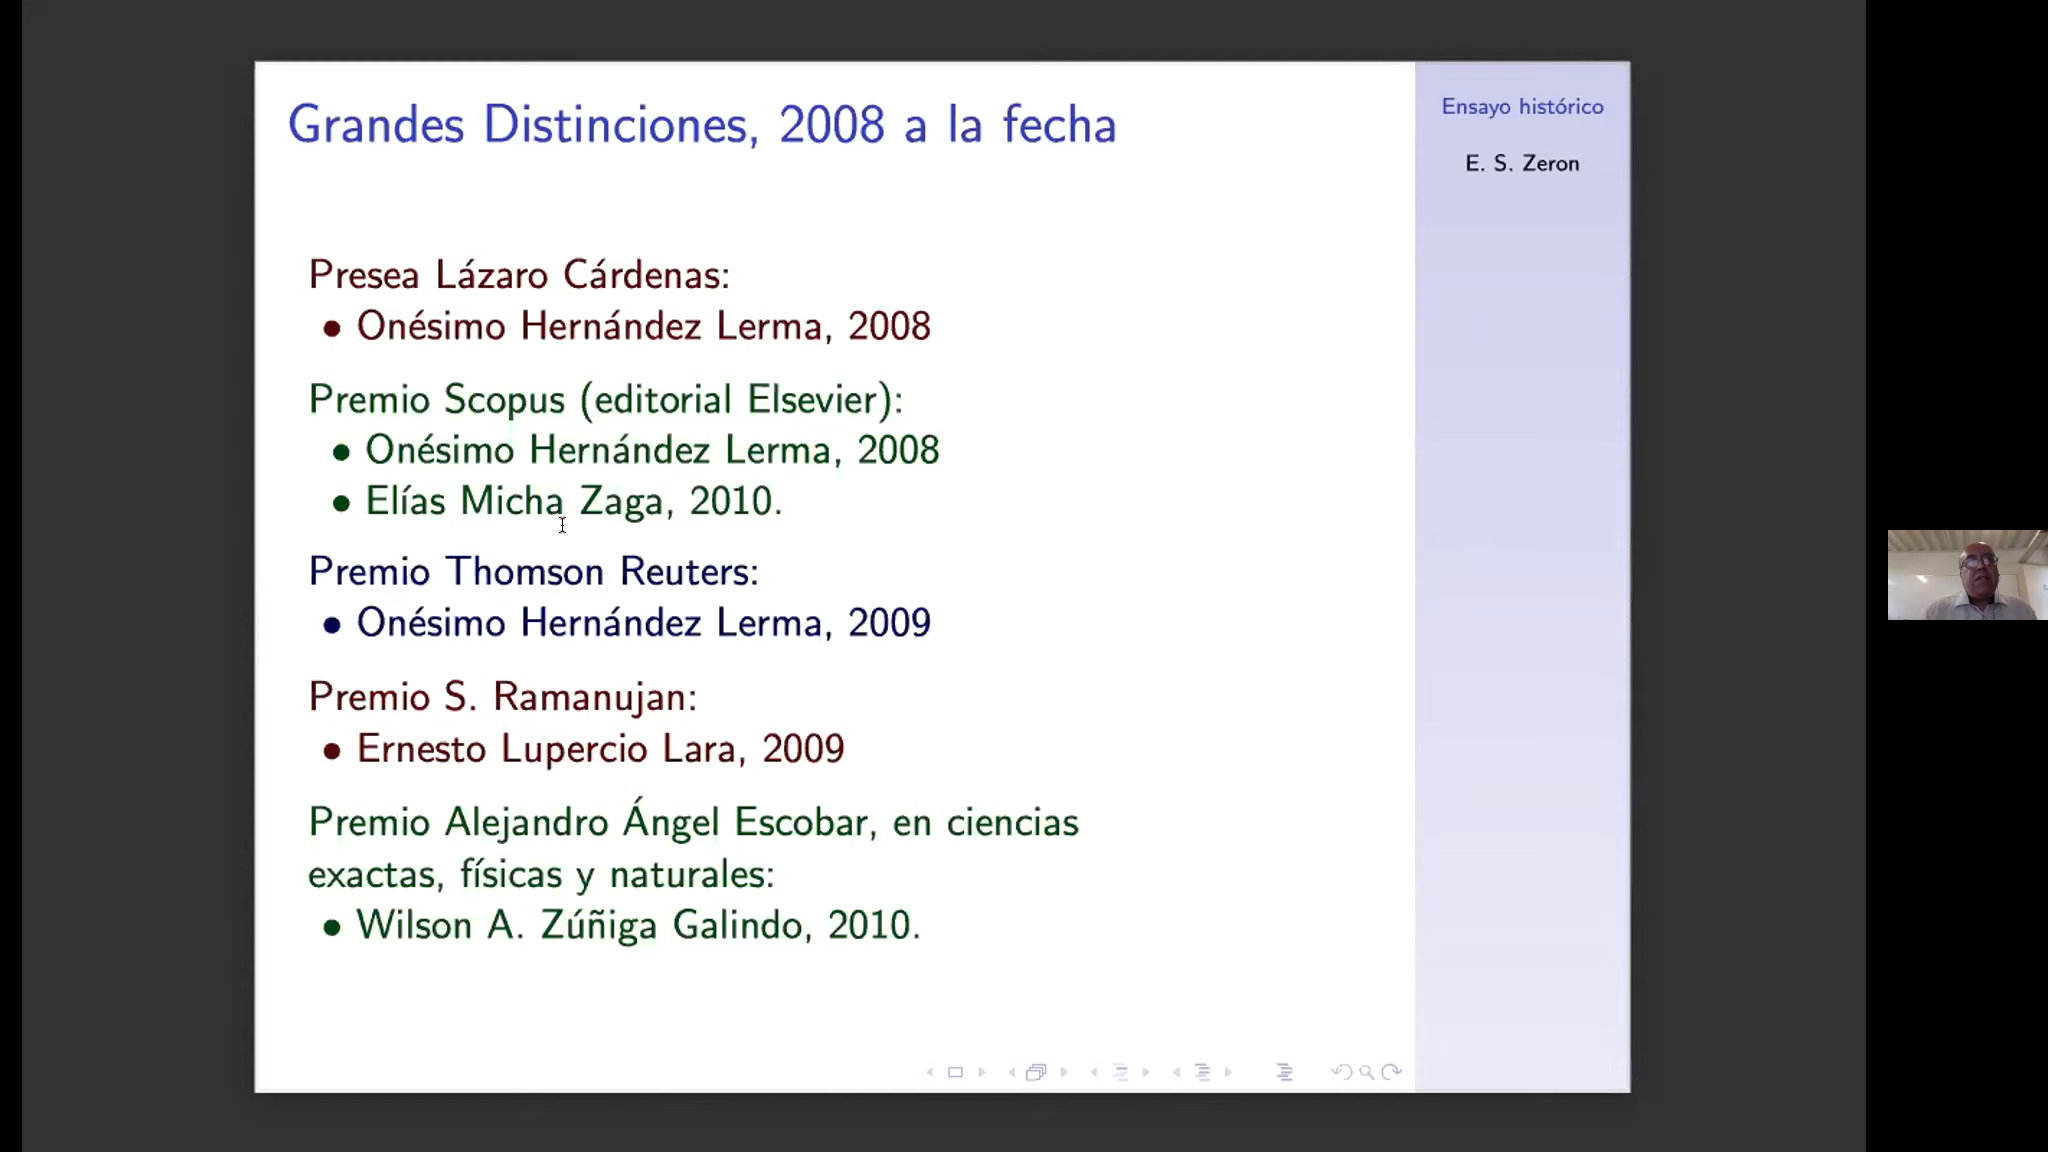 Grandes Distinciones, 2008 a la fecha
Presea Lázaro Cárdenas:
• Onésimo Hernández Lerma, 2008
Premio Scopus (editorial Elsevier):
• Onésimo Hernández Lerma, 2008
• Elías Micha Zaga, 2010.
Premio Thomson Reuters:
• Onésimo Hernández Lerma, 2009
Premio S. Ramanujan:
• Ernesto Lupercio Lara, 2009
Premio Alejandro Ángel Escobar, en ciencias
exactas, físicas y naturales:
• Wilson A. Zúñiga Galindo, 2010.
Ensayo histórico
E. S. Zeron